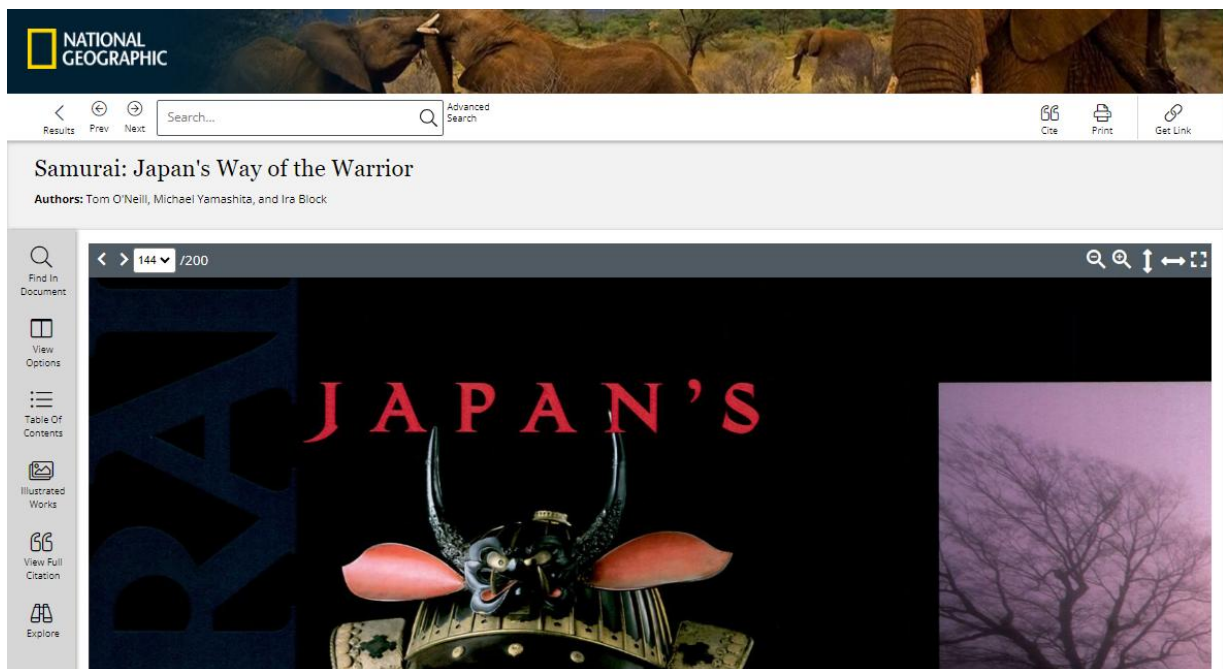 NATIONAL
GEOGRAPHIC
Results
Prev
Next
Search...
Advanced
Search
Cite
Print
Get Link
Samurai: Japan's Way of the Warrior
Authors: Tom O'Neill, Michael Yamashita, and Ira Block
Find In
Document
144 /200
View
Options
Table Of
Contents
Illustrated
Works
View Full
Citation
Explore
RAI
JAPAN'S